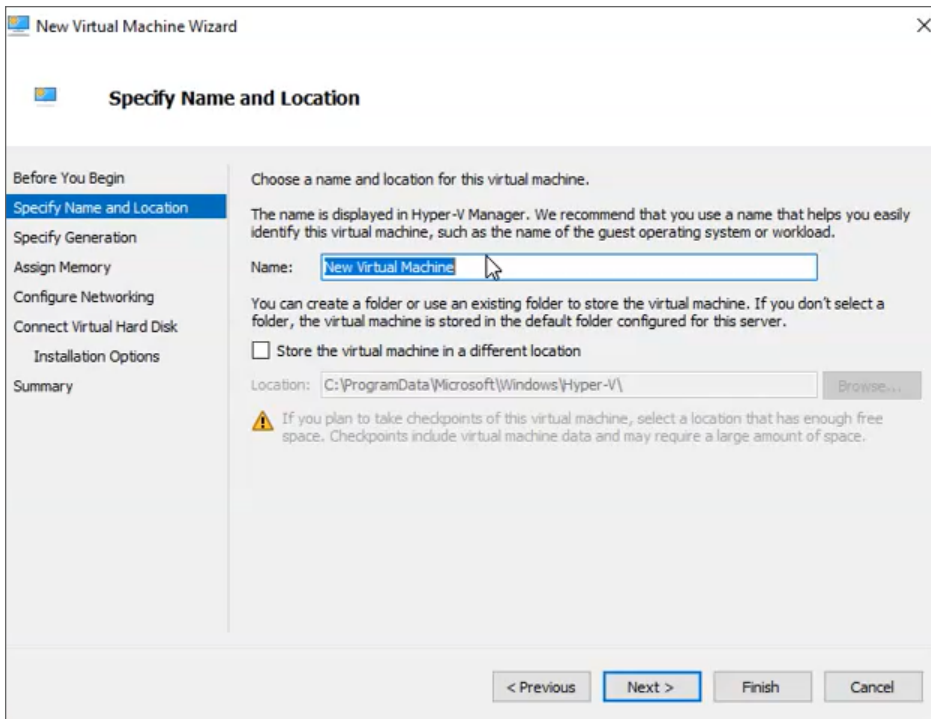 New Virtual Machine Wizard
Specify Name and Location
Before You Begin
Specify Name and Location
Specify Generation
Assign Memory
Configure Networking
Connect Virtual Hard Disk
Installation Options
Summary
Choose a name and location for this virtual machine.
The name is displayed in Hyper-V Manager. We recommend that you use a name that helps you easily
identify this virtual machine, such as the name of the guest operating system or workload.
Name: New Virtual Machine
You can create a folder or use an existing folder to store the virtual machine. If you don't select a
folder, the virtual machine is stored in the default folder configured for this server.
Store the virtual machine in a different location
Location: C:\ProgramData\Microsoft\Windows\Hyper-V\ Browse...
If you plan to take checkpoints of this virtual machine, select a location that has enough free
space. Checkpoints include virtual machine data and may require a large amount of space.
< Previous Next > Finish Cancel